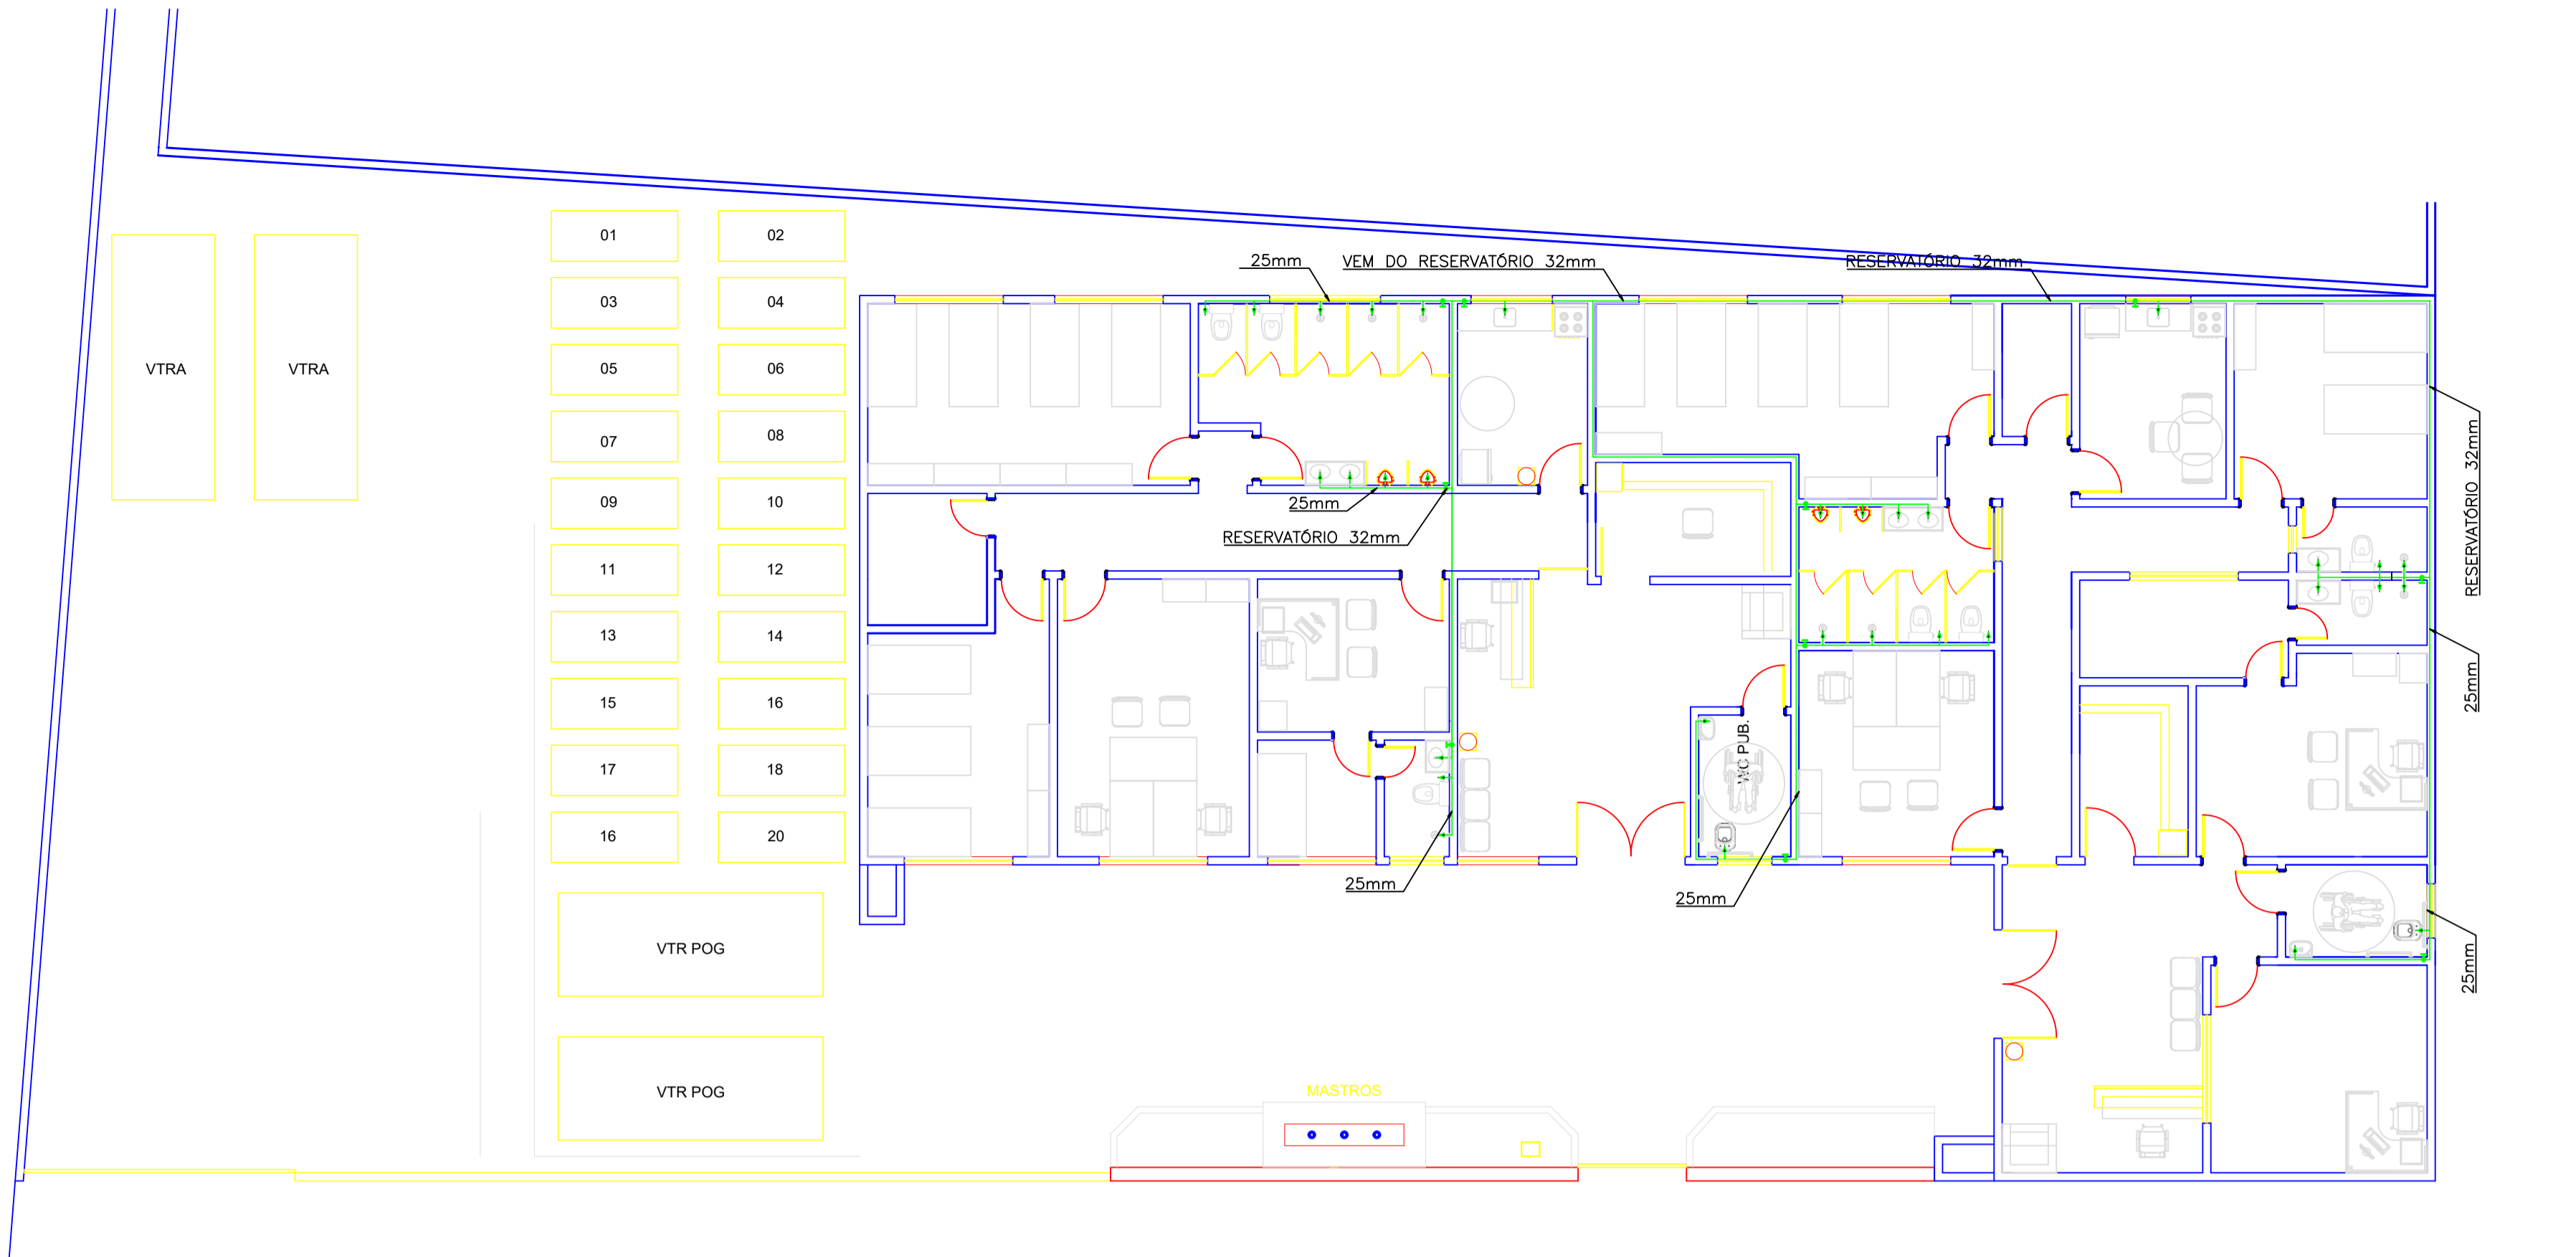 01
02
25mm
VEM DO RESERVATÓRIO 32mm
RESERVATÓRIO 32mm
03
04
VTRA
VTRA
05
06
07
08
RESERVATÓRIO 32mm
09
10
25mm
RESERVATÓRIO 32mm
11
12
13
14
25mm
15
16
WC PUB.
17
18
16
20
25mm
25mm
VTR POG
25mm
VTR POG
MASTROS